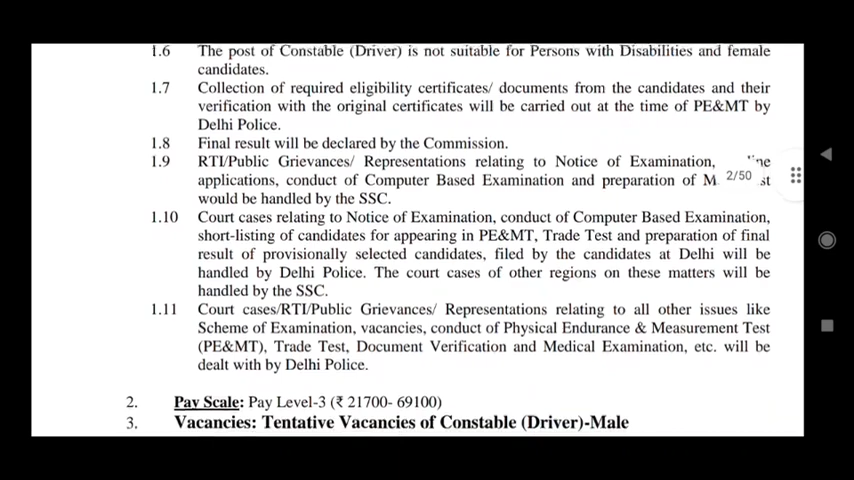 1.6 The post of Constable (Driver) is not suitable for Persons with Disabilities and female
candidates.
1.7 Collection of required eligibility certificates/ documents from the candidates and their
verification with the original certificates will be carried out at the time of PE&MT by
Delhi Police.
1.8 Final result will be declared by the Commission.
1.9 RTI/Public Grievances/ Representations relating to Notice of Examination,
applications, conduct of Computer Based Examination and preparation of
2/50
would be handled by the SSC.
1.10 Court cases relating to Notice of Examination, conduct of Computer Based Examination,
short-listing of candidates for appearing in PE&MT, Trade Test and preparation of final
result of provisionally selected candidates, filed by the candidates at Delhi will be
handled by Delhi Police. The court cases of other regions on these matters will be
handled by the SSC.
1.11 Court cases/RTI/Public Grievances/ Representations relating to all other issues like
Scheme of Examination, vacancies, conduct of Physical Endurance & Measurement Test
(PE&MT), Trade Test, Document Verification and Medical Examination, etc. will be
dealt with by Delhi Police.
2. Pay Scale: Pay Level-3 (₹ 21700- 69100)
3. Vacancies: Tentative Vacancies of Constable (Driver)-Male